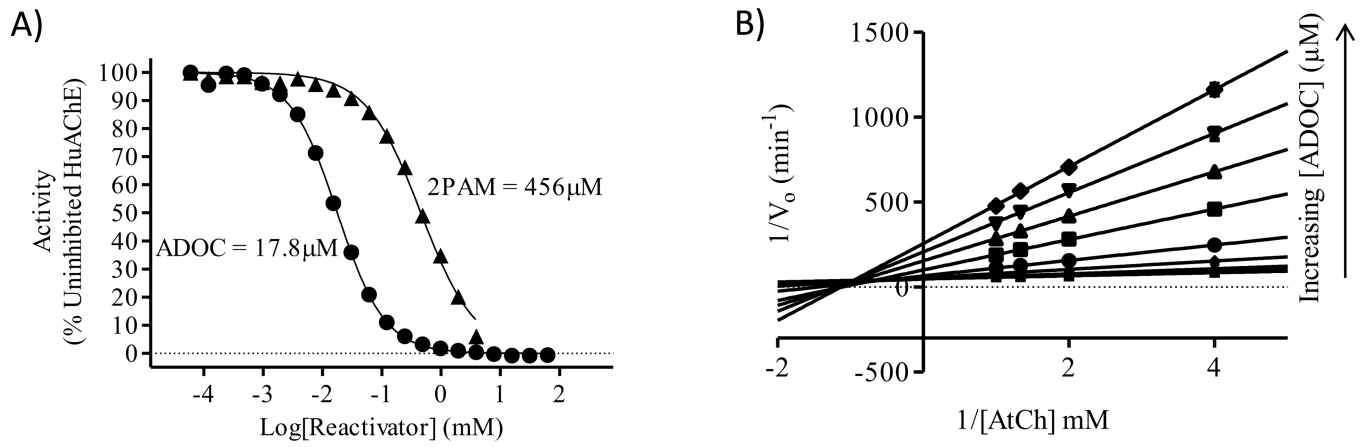 A)
Activity
(% Uninhibited HuAChE)
100
90
80
70
60
50
40
30
20
10
0
2PAM = 456μM
ADOC = 17.8μM
-4
-3
-2
-1
0
1
2
Log[Reactivator] (mM)
B)
1/Vo (min-1)
1500
1000
500
0
-500
-2
2
4
1/[AtCh] mM
Increasing [ADOC] (μM)